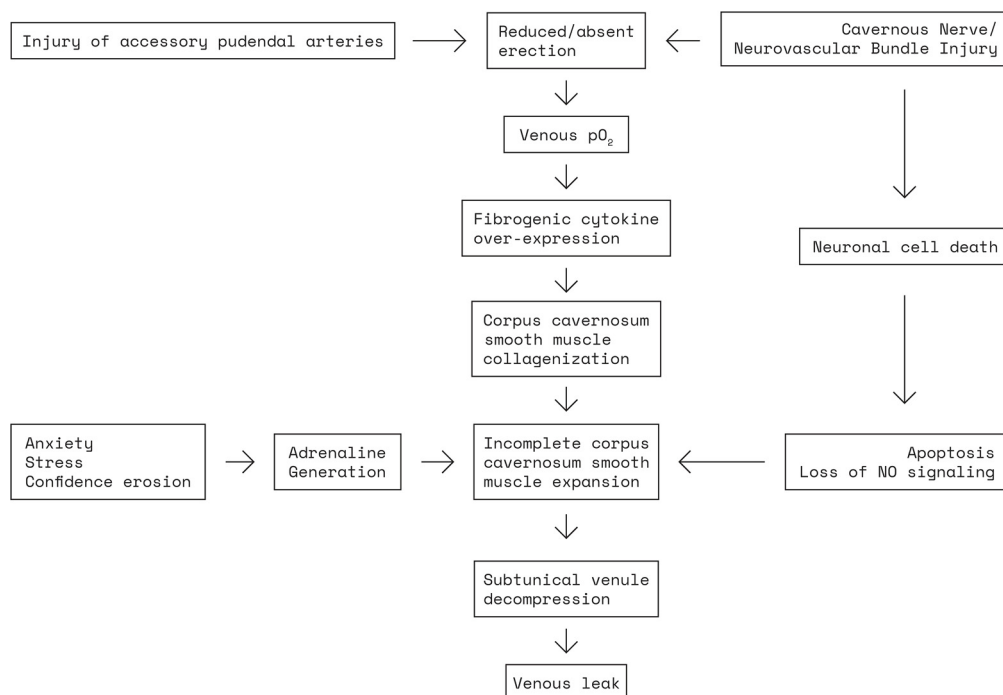 Injury of accessory pudendal arteries
Reduced/absent
erection
Cavernous Nerve/
Neurovascular Bundle Injury
Venous pO₂
Fibrogenic cytokine
over-expression
Neuronal cell death
Corpus cavernosum
smooth muscle
collagenization
Anxiety
Stress
Confidence erosion
Adrenaline
Generation
Incomplete corpus
cavernosum smooth
muscle expansion
Apoptosis
Loss of NO signaling
Subtunical venule
decompression
Venous leak